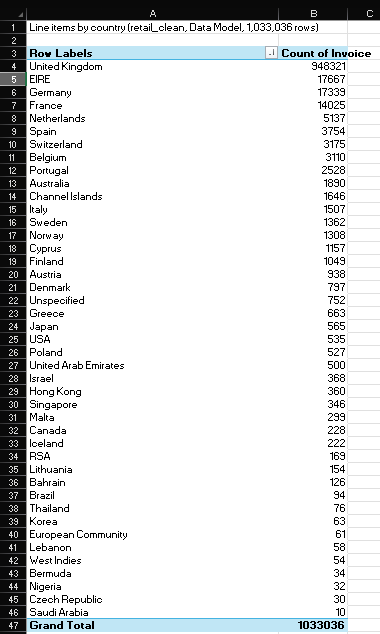 A B C
1 Line items by country (retail_clean, Data Model, 1,033,036 rows)
2
3 Row Labels Count of Invoice
4 United Kingdom 948321
5 EIRE 17667
6 Germany 17339
7 France 14025
8 Netherlands 5137
9 Spain 3754
10 Switzerland 3175
11 Belgium 3110
12 Portugal 2528
13 Australia 1890
14 Channel Islands 1646
15 Italy 1507
16 Sweden 1362
17 Norway 1308
18 Cyprus 1157
19 Finland 1049
20 Austria 938
21 Denmark 797
22 Unspecified 752
23 Greece 663
24 Japan 565
25 USA 535
26 Poland 527
27 United Arab Emirates 500
28 Israel 368
29 Hong Kong 360
30 Singapore 346
31 Malta 299
32 Canada 228
33 Iceland 222
34 RSA 169
35 Lithuania 154
36 Bahrain 126
37 Brazil 94
38 Thailand 76
39 Korea 63
40 European Community 61
41 Lebanon 58
42 West Indies 54
43 Bermuda 34
44 Nigeria 32
45 Czech Republic 30
46 Saudi Arabia 10
47 Grand Total 1033036